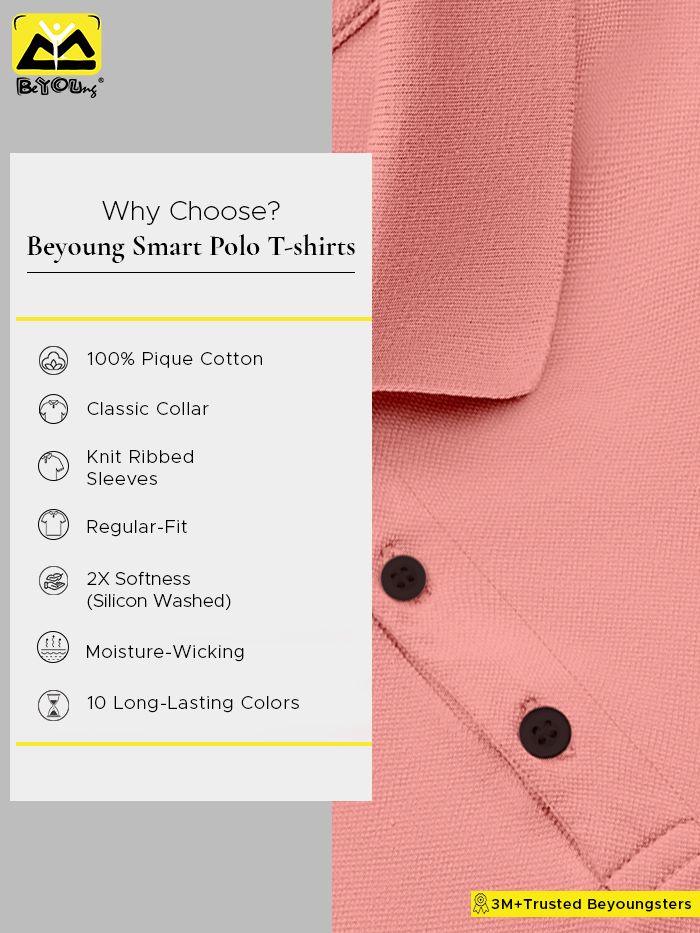 BeYOUng®
Why Choose?
Beyoung Smart Polo T-shirts
100% Pique Cotton
Classic Collar
Knit Ribbed
Sleeves
Regular-Fit
2X Softness
(Silicon Washed)
Moisture-Wicking
10 Long-Lasting Colors
3M+Trusted Beyoungsters